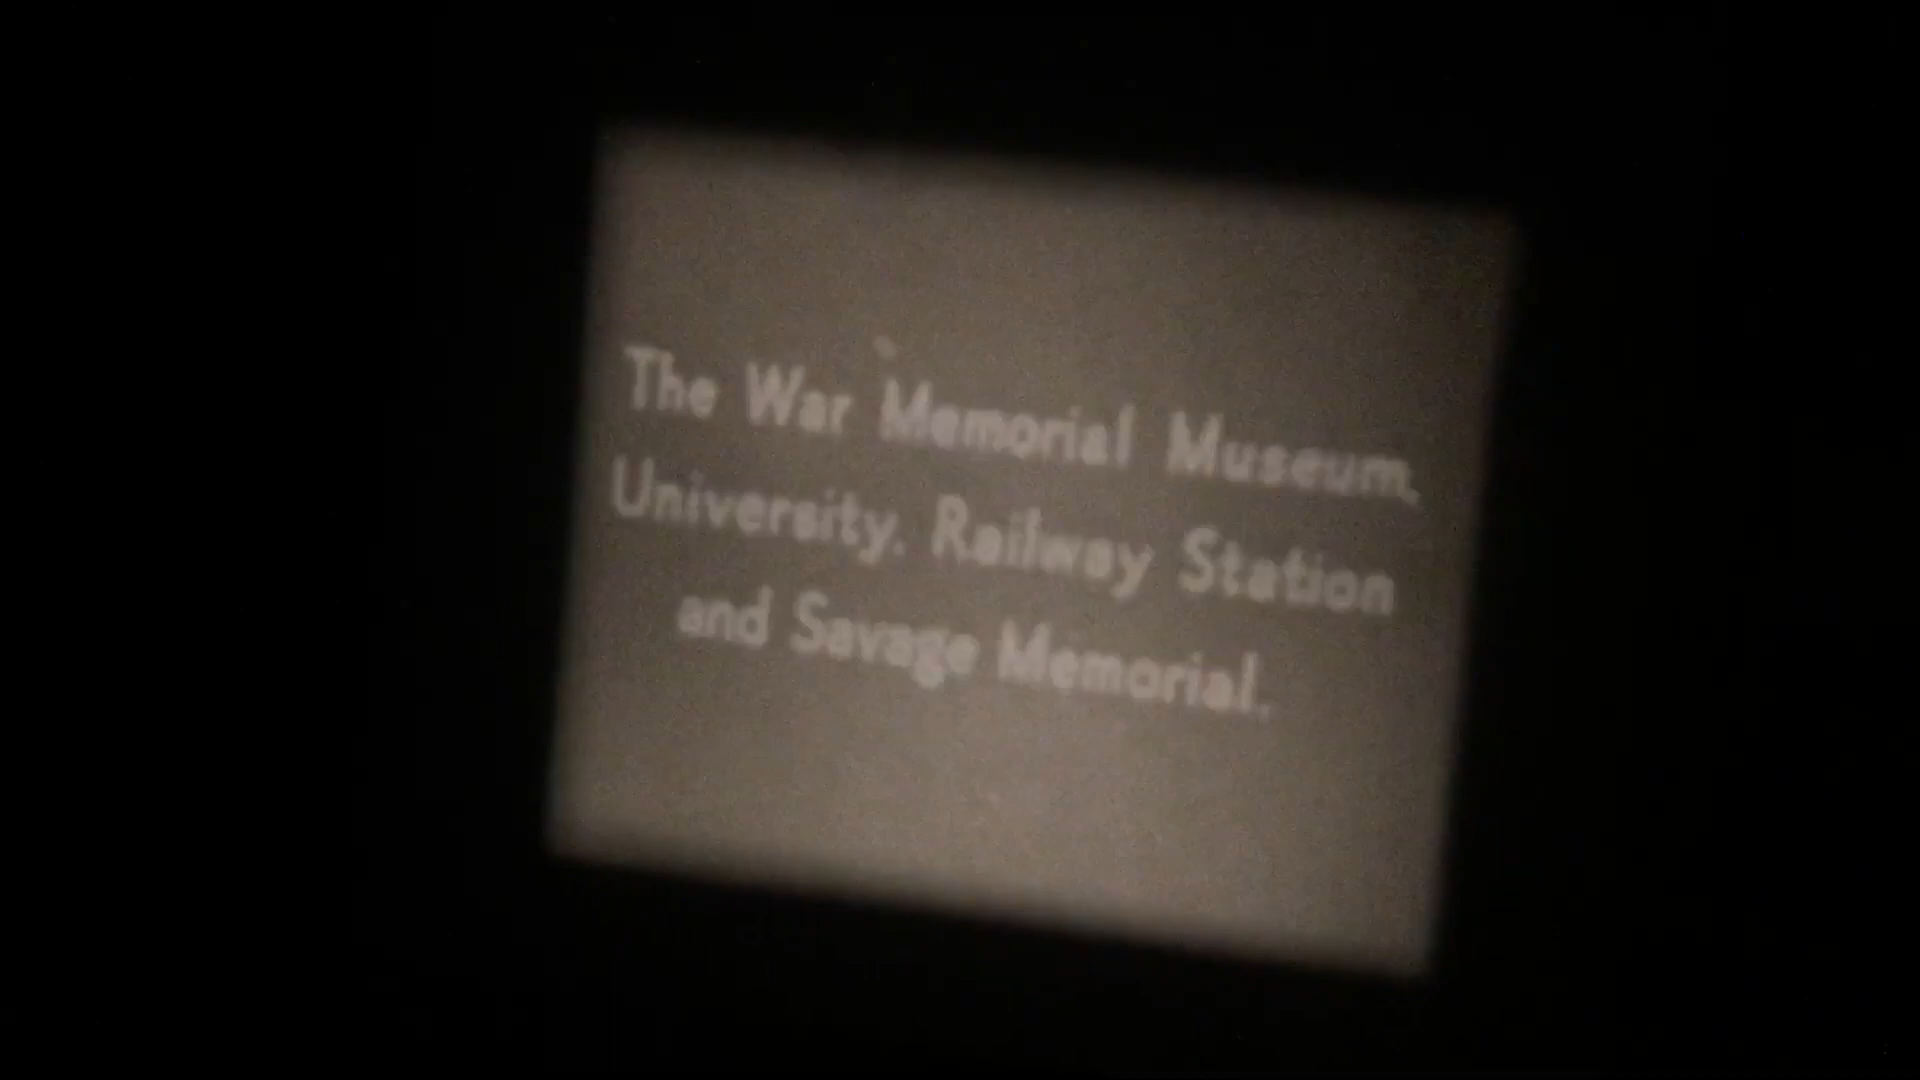 The War Memorial Museum,
University, Railway Station
and Savage Memorial.